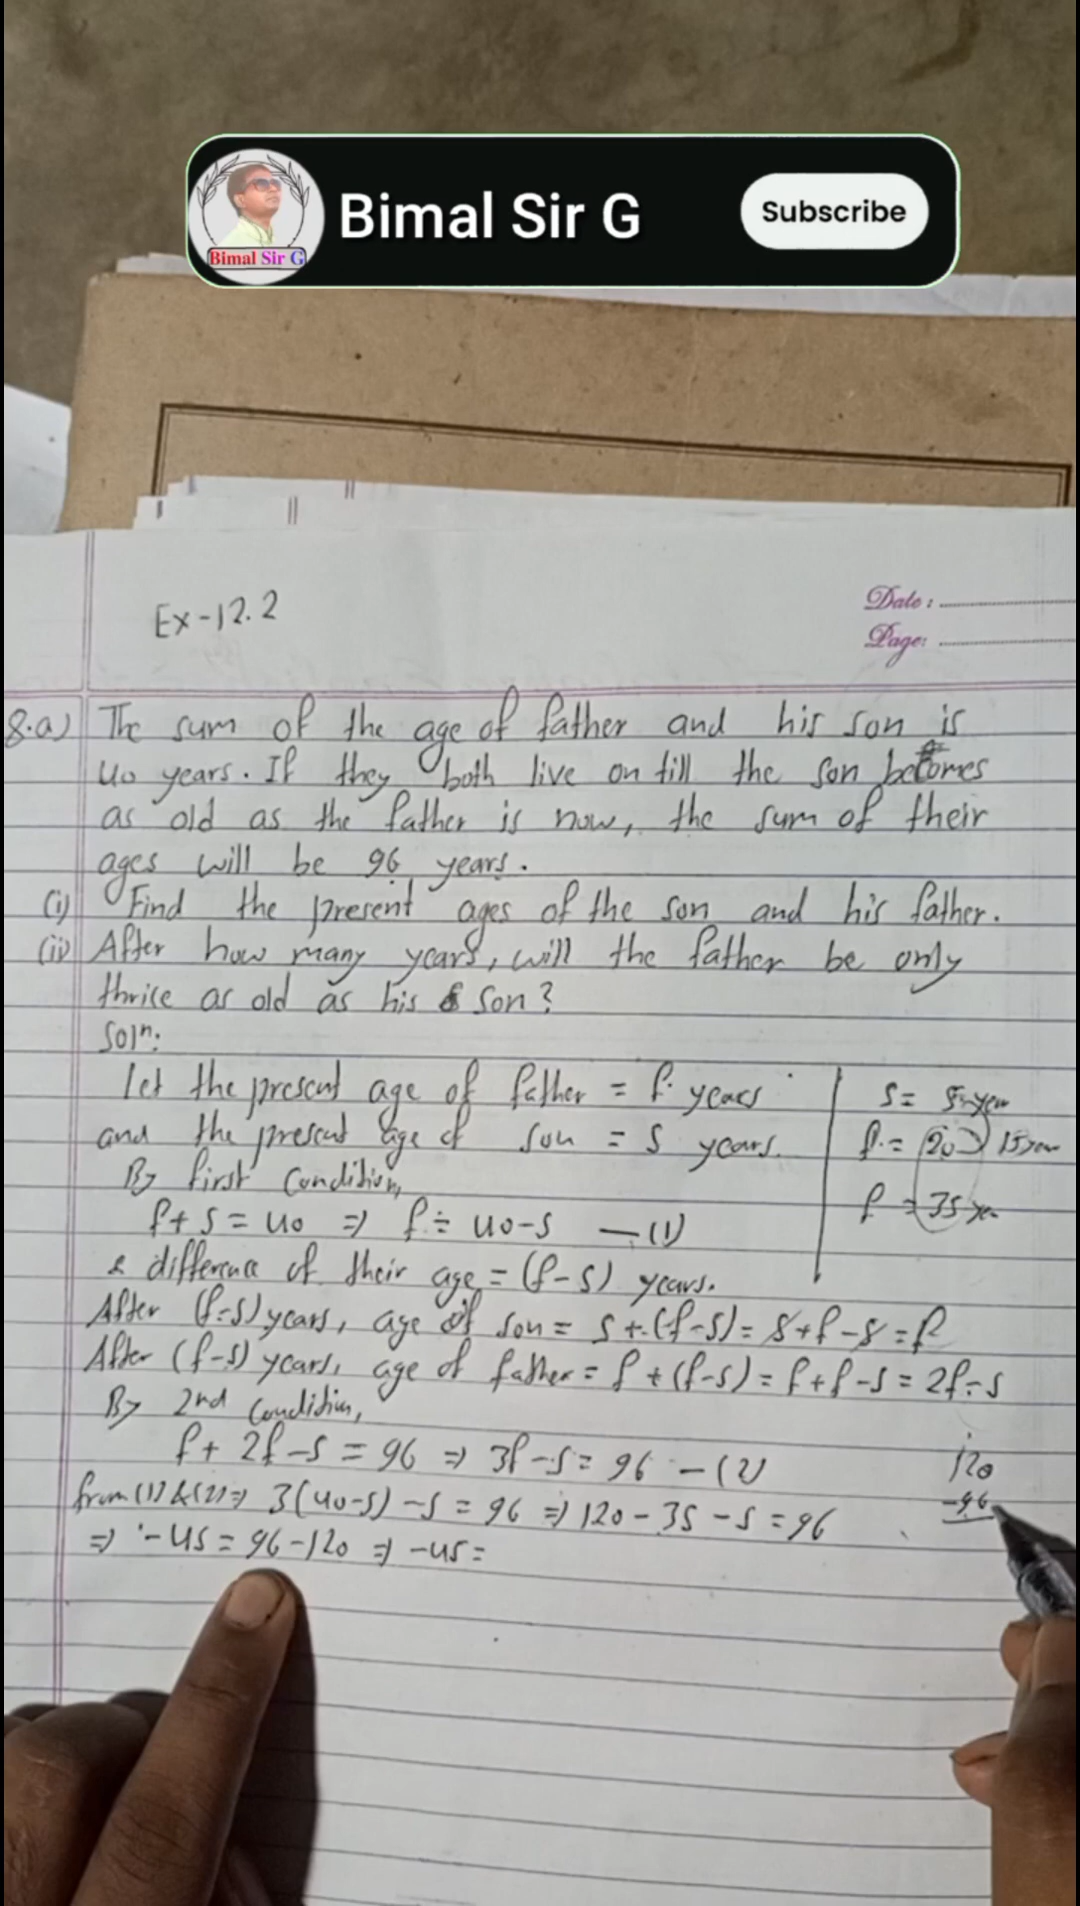 Bimal Sir G
Bimal Sir G
Subscribe
Ex-12.2
Date:
Page:
8.a) The sum of the age of father and his son is
40 years. If they both live on till the son becomes
as old as the father is now, the sum of their
ages will be 96 years.
(i) Find the present ages of the son and his father.
(ii) After how many years, will the father be only
thrice as old as his son?
Soln:
Let the present age of father = f years
and the present age of son = s years.
By first Condition,
f + s = 40 ⇒ f = 40-s —(1)
& difference of their age = (f-s) years.
After (f-s) years, age of son = s + (f-s) = s+f-s = f
After (f-s) years, age of father = f + (f-s) = f+f-s = 2f-s
By 2nd Condition,
f + 2f - s = 96 ⇒ 3f - s = 96 -(2)
from (1) & (2) ⇒ 3(40-s) - s = 96 ⇒ 120 - 3s - s = 96
⇒ -4s = 96-120 ⇒ -4s =
s =
f = 20 15 year
f = 35
120
-96